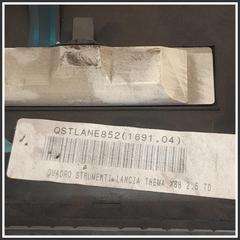 QSTLANE852(1691.04)
QUADRO STRUMENTI LANCIA THEMA X88 2.5 TD